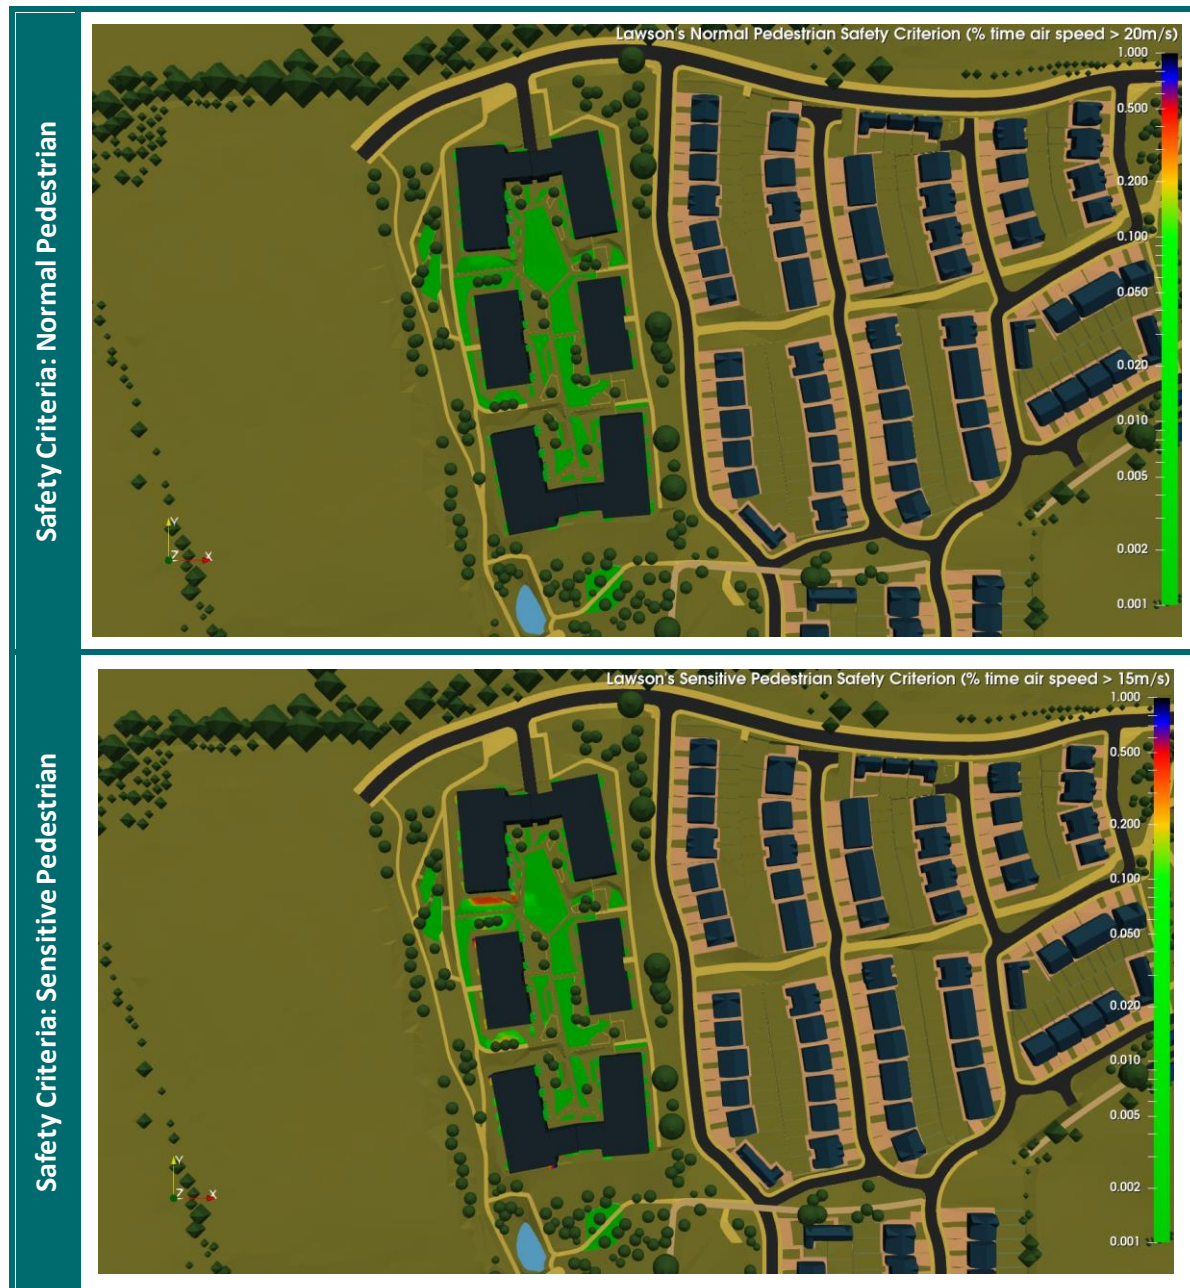 Safety Criteria: Normal Pedestrian
Lawson's Normal Pedestrian Safety Criterion (% time air speed > 20m/s)
1.000
0.500
0.200
0.100
0.050
0.020
0.010
0.005
0.002
0.001
Y
Z
X
Safety Criteria: Sensitive Pedestrian
Lawson's Sensitive Pedestrian Safety Criterion (% time air speed > 15m/s)
1.000
0.500
0.200
0.100
0.050
0.020
0.010
0.005
0.002
0.001
Y
Z
X